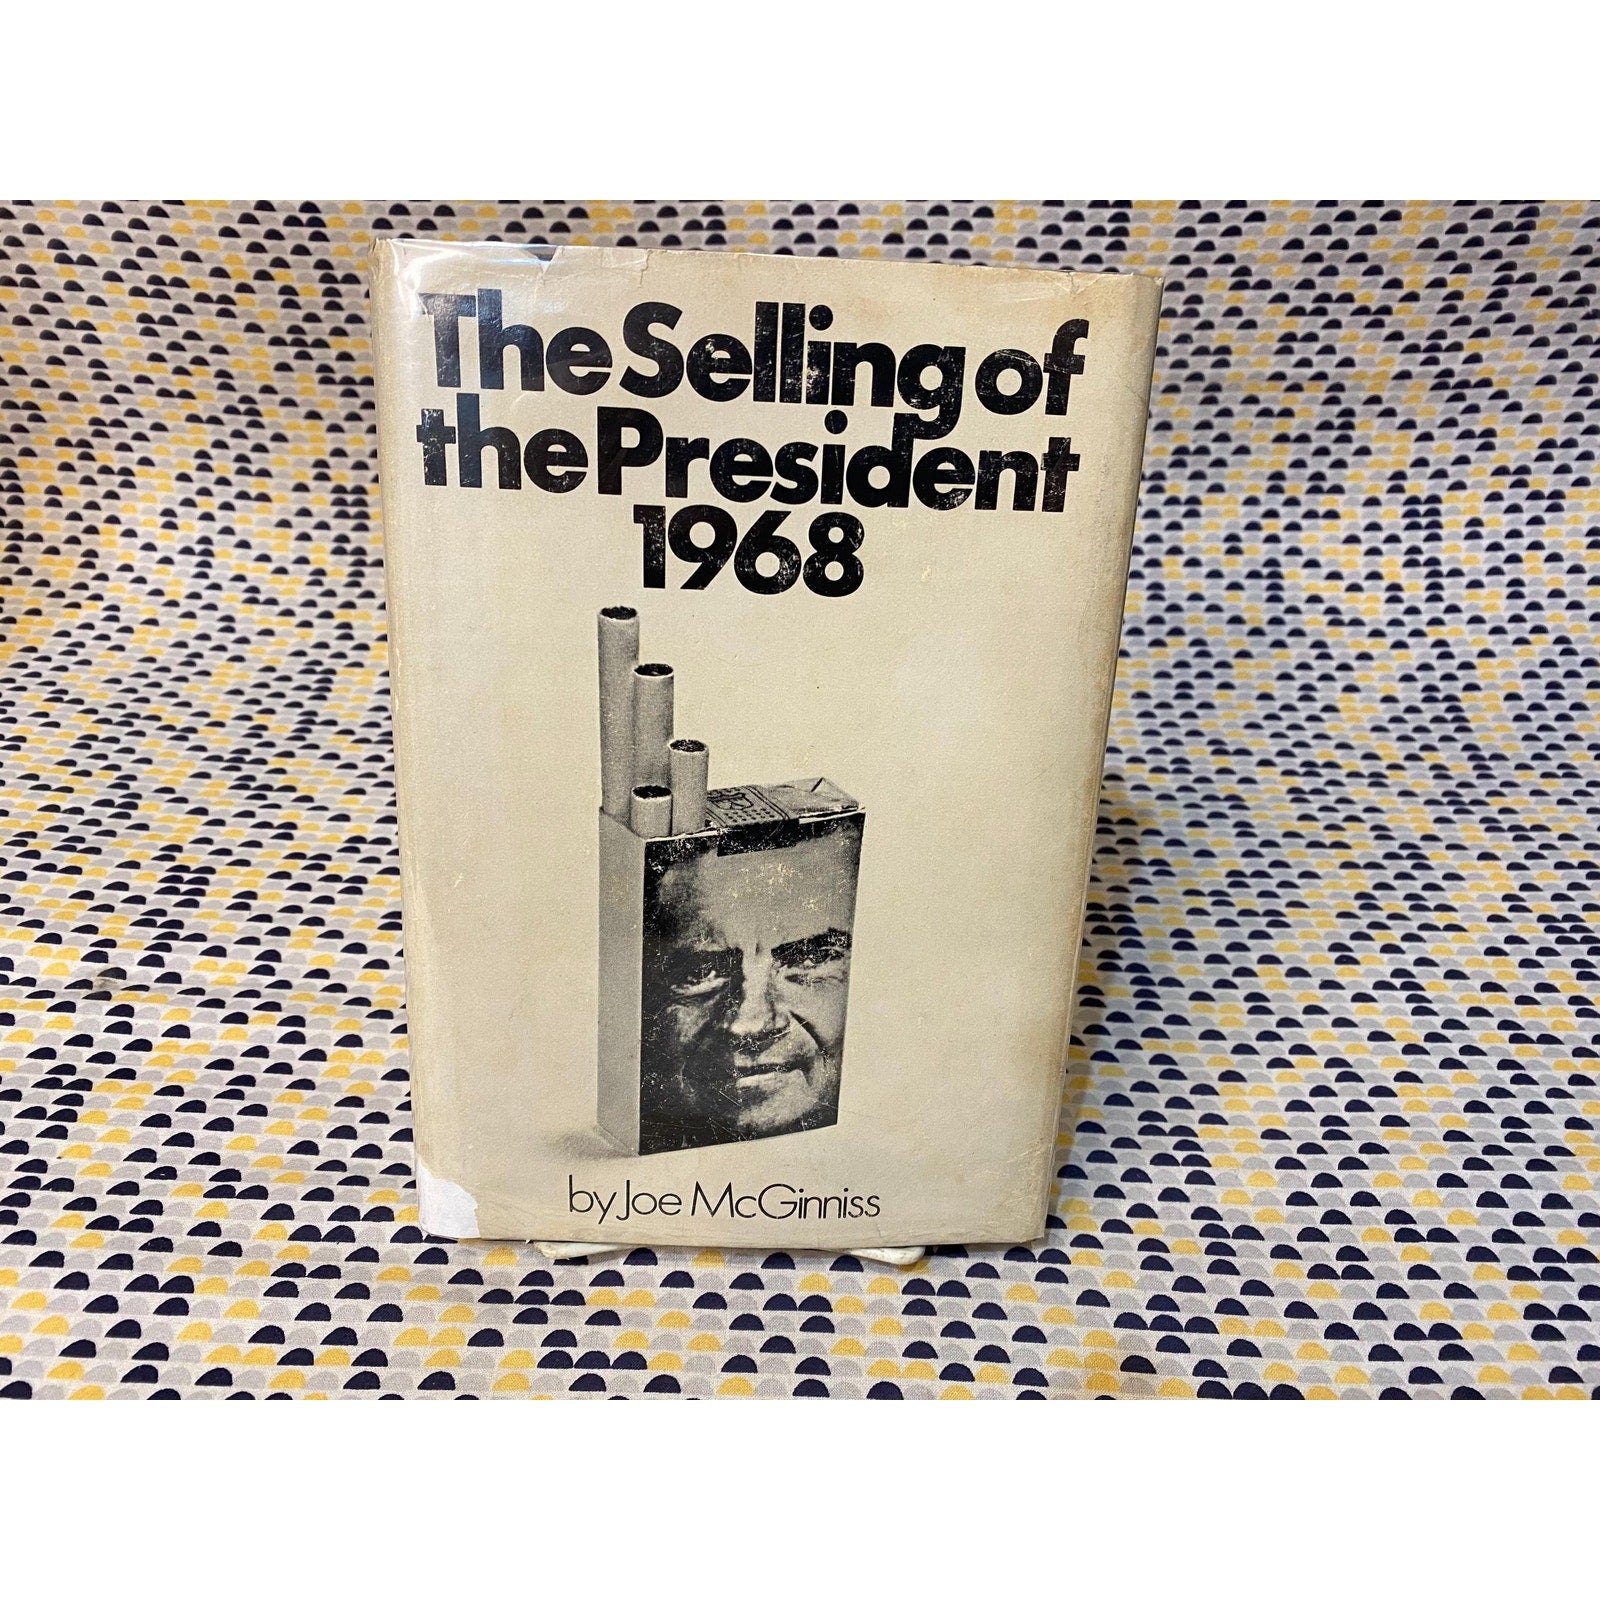 The Selling of
the President
1968
by Joe McGinniss